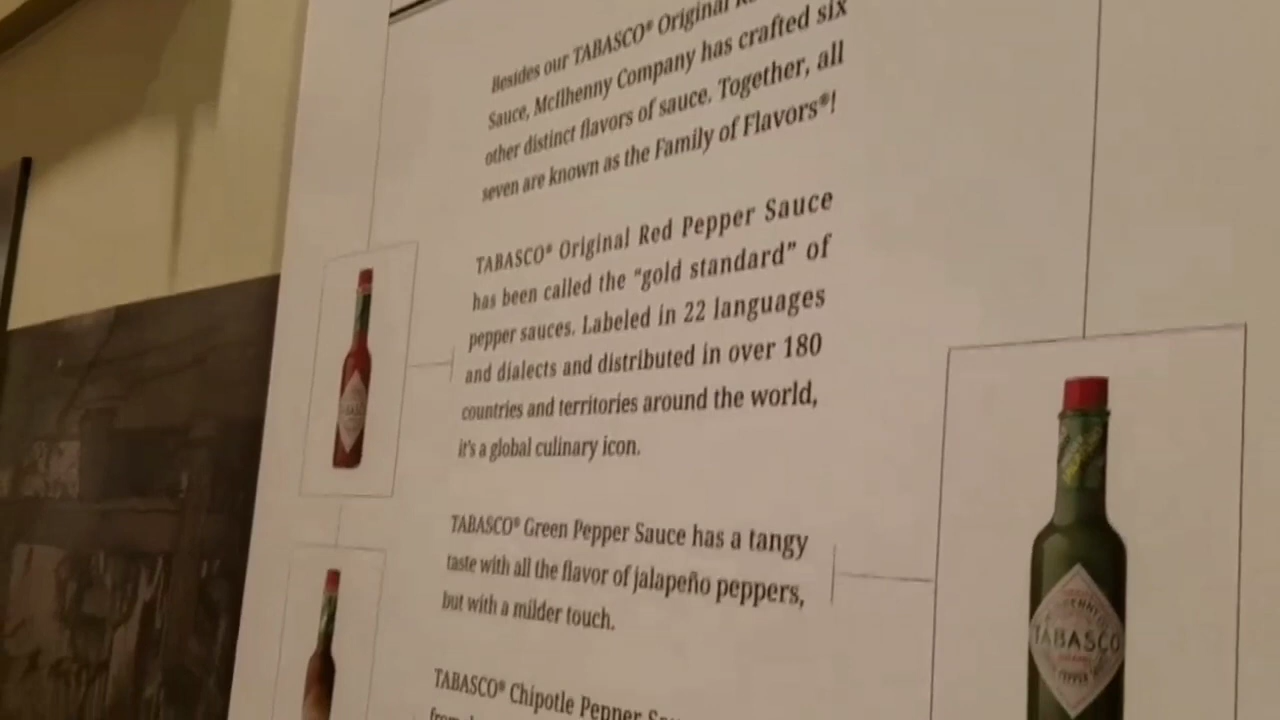 Besides our TABASCO® Original
Sauce, McIlhenny Company has crafted six
other distinct flavors of sauce. Together, all
seven are known as the Family of Flavors®!
TABASCO® Original Red Pepper Sauce
has been called the “gold standard” of
pepper sauces. Labeled in 22 languages
and dialects and distributed in over 180
countries and territories around the world,
it's a global culinary icon.
TABASCO® Green Pepper Sauce has a tangy
taste with all the flavor of jalapeño peppers,
but with a milder touch.
TABASCO® Chipotle Pepper
TABASCO
PEPPER